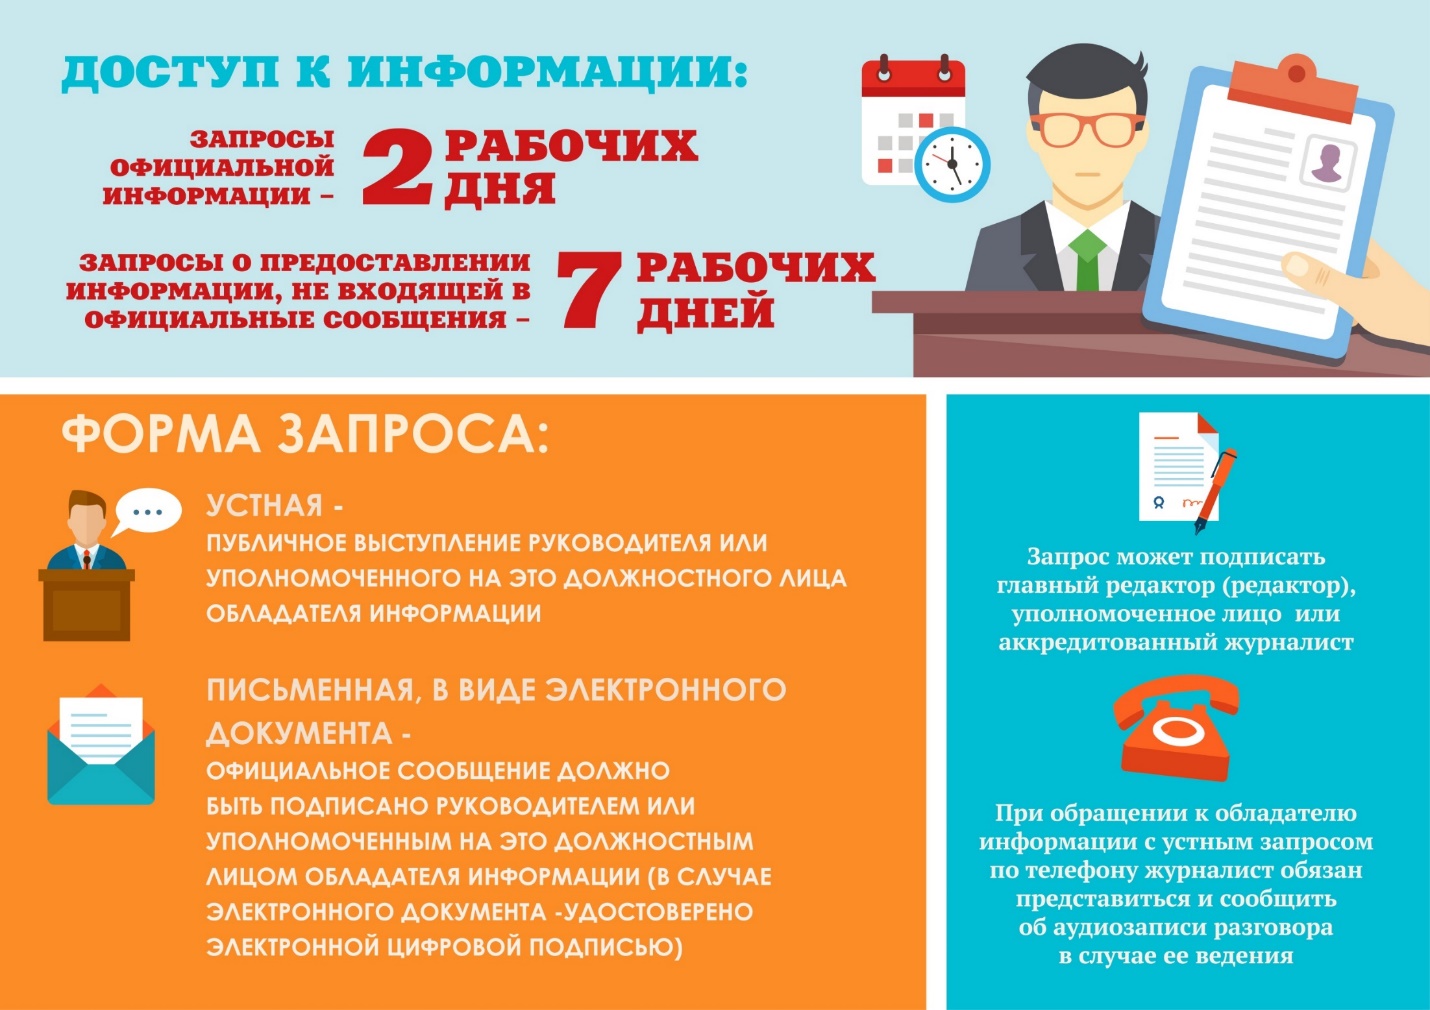 ДОСТУП К ИНФОРМАЦИИ:
ЗАПРОСЫ
ОФИЦИАЛЬНОЙ
ИНФОРМАЦИИ –
2 РАБОЧИХ
ДНЯ
ЗАПРОСЫ О ПРЕДОСТАВЛЕНИИ
ИНФОРМАЦИИ, НЕ ВХОДЯЩЕЙ В
ОФИЦИАЛЬНЫЕ СООБЩЕНИЯ –
7 РАБОЧИХ
ДНЕЙ
ФОРМА ЗАПРОСА:
УСТНАЯ -
ПУБЛИЧНОЕ ВЫСТУПЛЕНИЕ РУКОВОДИТЕЛЯ ИЛИ
УПОЛНОМОЧЕННОГО НА ЭТО ДОЛЖНОСТНОГО ЛИЦА
ОБЛАДАТЕЛЯ ИНФОРМАЦИИ
ПИСЬМЕННАЯ, В ВИДЕ ЭЛЕКТРОННОГО
ДОКУМЕНТА -
ОФИЦИАЛЬНОЕ СООБЩЕНИЕ ДОЛЖНО
БЫТЬ ПОДПИСАНО РУКОВОДИТЕЛЕМ ИЛИ
УПОЛНОМОЧЕННЫМ НА ЭТО ДОЛЖНОСТНЫМ
ЛИЦОМ ОБЛАДАТЕЛЯ ИНФОРМАЦИИ (В СЛУЧАЕ
ЭЛЕКТРОННОГО ДОКУМЕНТА -УДОСТОВЕРЕНО
ЭЛЕКТРОННОЙ ЦИФРОВОЙ ПОДПИСЬЮ)
Запрос может подписать
главный редактор (редактор),
уполномоченное лицо или
аккредитованный журналист
При обращении к обладателю
информации с устным запросом
по телефону журналист обязан
представиться и сообщить
об аудиозаписи разговора
в случае ее ведения